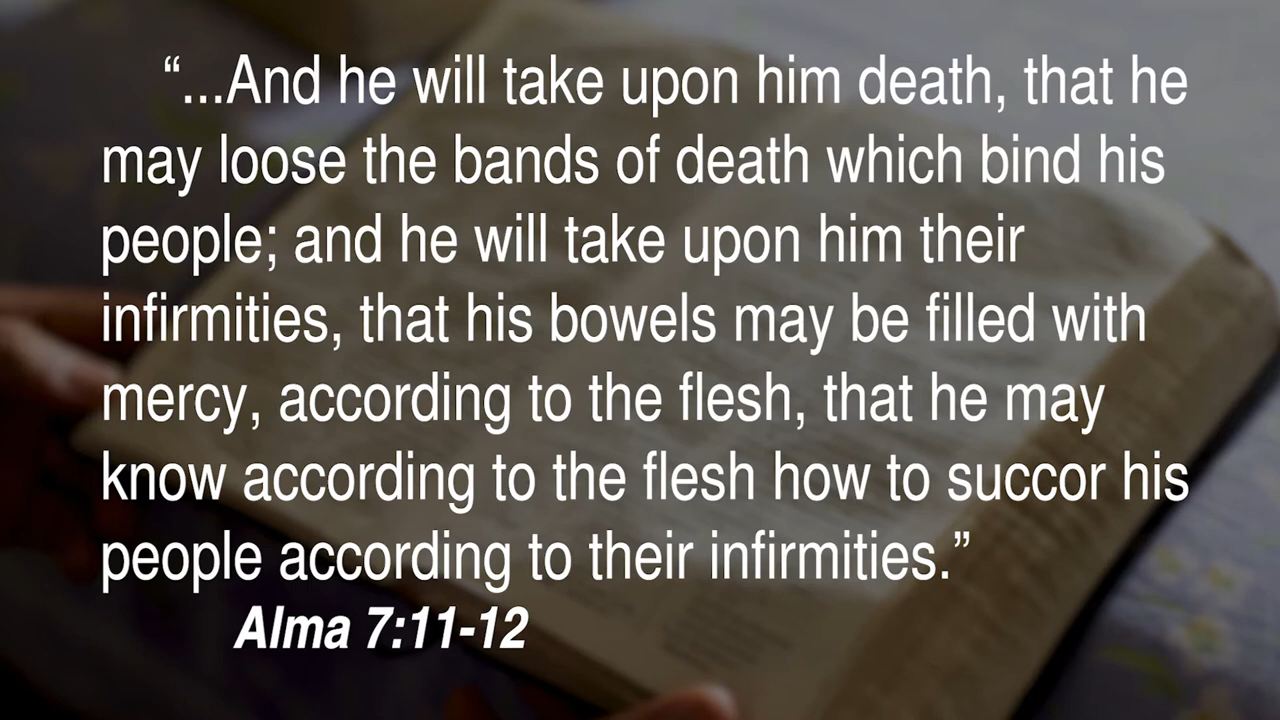 “...And he will take upon him death, that he
may loose the bands of death which bind his
people; and he will take upon him their
infirmities, that his bowels may be filled with
mercy, according to the flesh, that he may
know according to the flesh how to succor his
people according to their infirmities.”
Alma 7:11-12